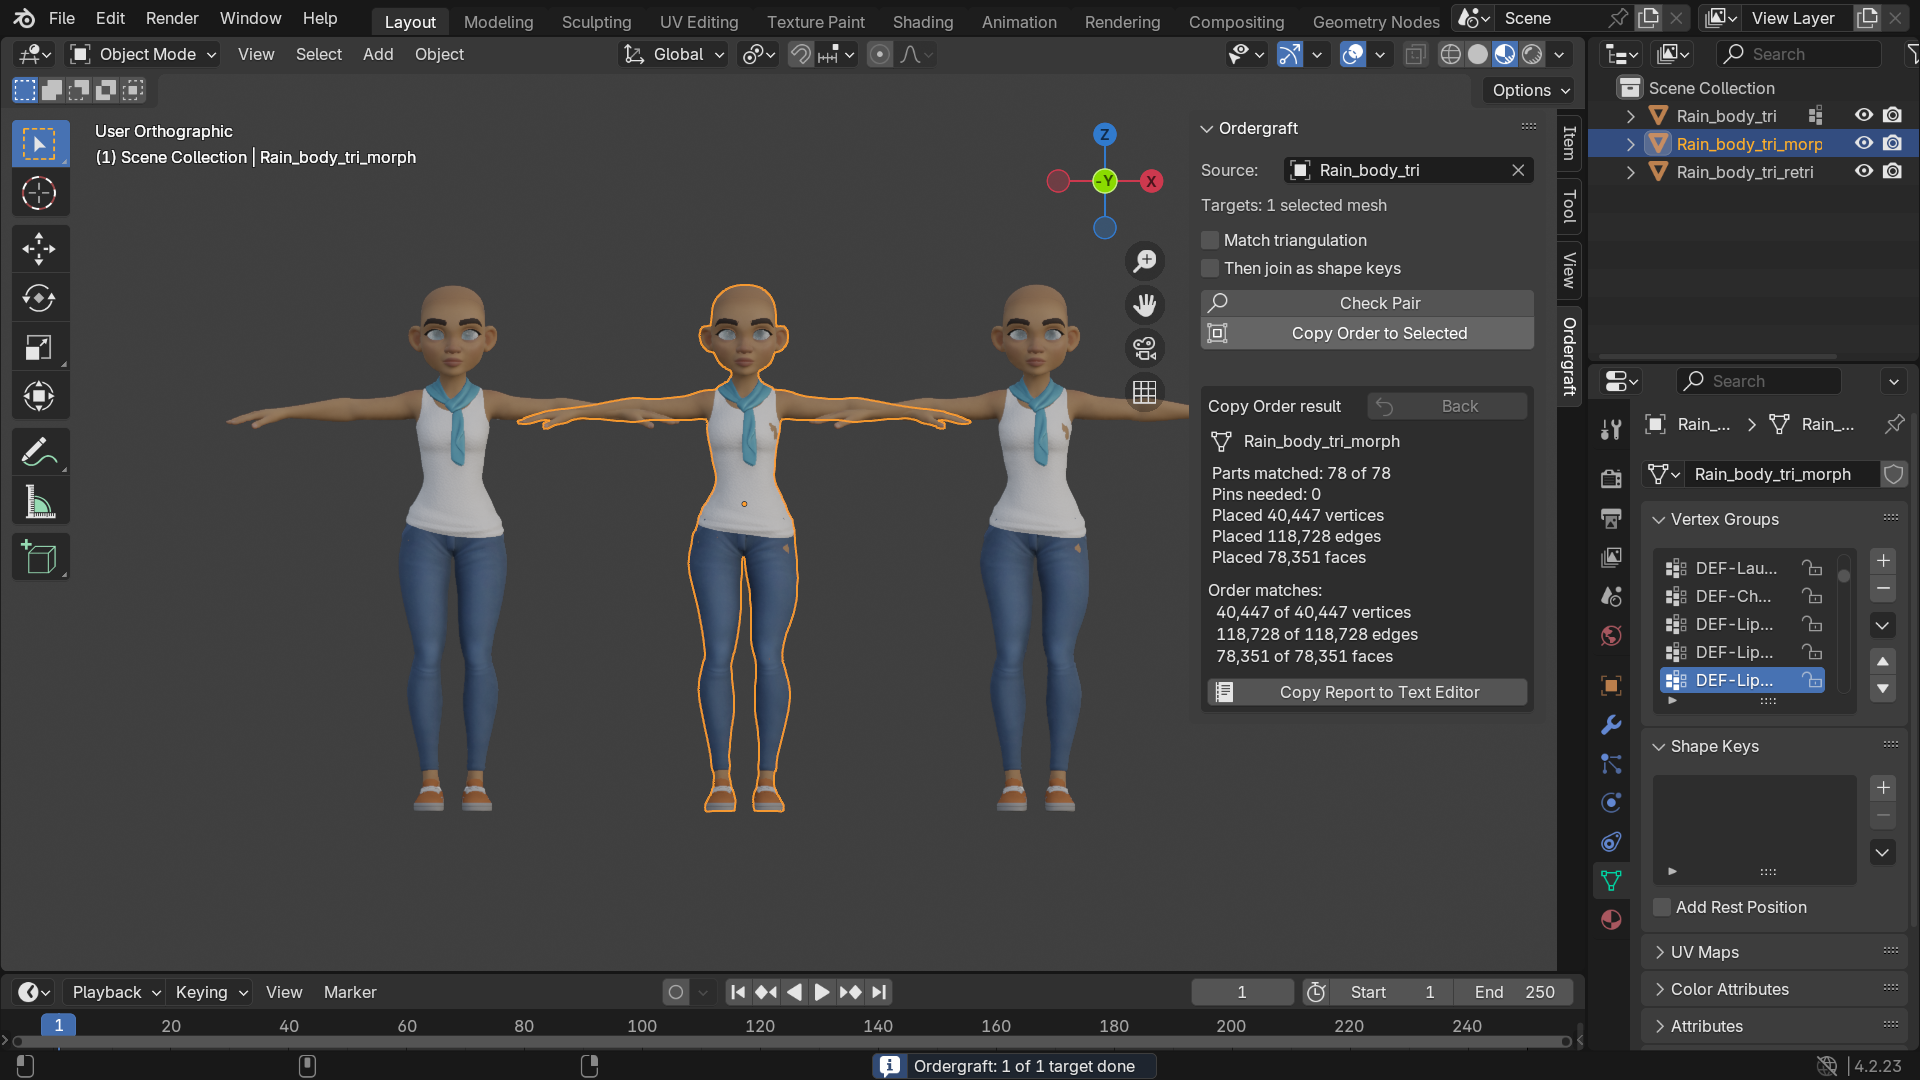 File Edit Render Window Help
Layout Modeling Sculpting UV Editing Texture Paint Shading Animation Rendering Compositing Geometry Nodes
Scene
View Layer
Object Mode View Select Add Object
Global
Options
Search
Scene Collection
Rain_body_tri
Rain_body_tri_morp
Rain_body_tri_retri
User Orthographic
(1) Scene Collection | Rain_body_tri_morph
Z
-Y
X
Ordergraft
Source: Rain_body_tri
Targets: 1 selected mesh
Match triangulation
Then join as shape keys
Check Pair
Copy Order to Selected
Copy Order result
Back
Rain_body_tri_morph
Parts matched: 78 of 78
Pins needed: 0
Placed 40,447 vertices
Placed 118,728 edges
Placed 78,351 faces
Order matches:
40,447 of 40,447 vertices
118,728 of 118,728 edges
78,351 of 78,351 faces
Copy Report to Text Editor
Item
Tool
View
Ordergraft
Search
Rain_... Rain_...
Rain_body_tri_morph
Vertex Groups
DEF-Lau...
DEF-Ch...
DEF-Lip...
DEF-Lip...
DEF-Lip...
Shape Keys
Add Rest Position
UV Maps
Color Attributes
Attributes
Playback Keying View Marker
1
Start 1
End 250
1 20 40 60 80 100 120 140 160 180 200 220 240
Ordergraft: 1 of 1 target done
4.2.23